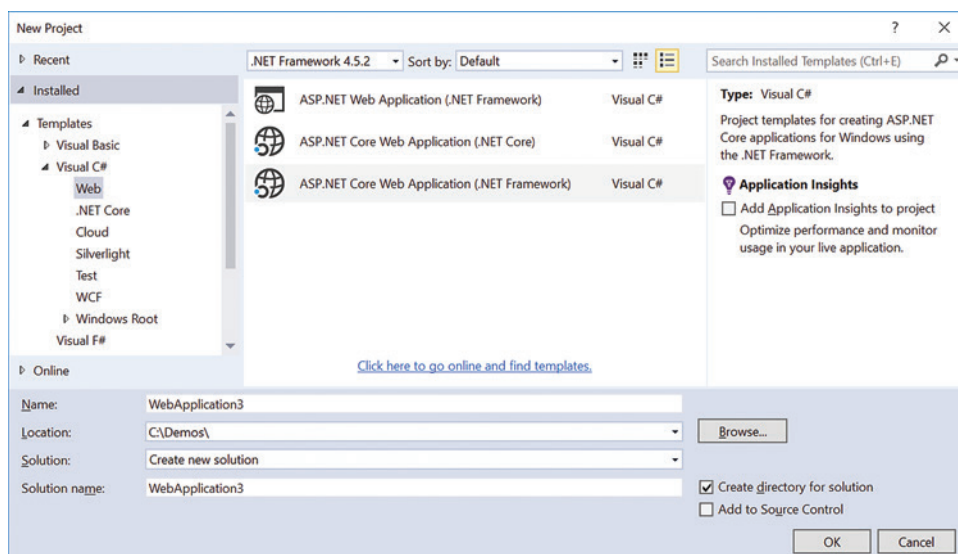 New Project
Recent
.NET Framework 4.5.2 Sort by: Default
Search Installed Templates (Ctrl+E)
Installed
Templates
Visual Basic
Visual C#
Web
.NET Core
Cloud
Silverlight
Test
WCF
Windows Root
Visual F#
Online
ASP.NET Web Application (.NET Framework) Visual C#
ASP.NET Core Web Application (.NET Core) Visual C#
ASP.NET Core Web Application (.NET Framework) Visual C#
Click here to go online and find templates.
Type: Visual C#
Project templates for creating ASP.NET
Core applications for Windows using
the .NET Framework.
Application Insights
Add Application Insights to project
Optimize performance and monitor
usage in your live application.
Name: WebApplication3
Location: C:\Demos\
Browse...
Solution: Create new solution
Solution name: WebApplication3
Create directory for solution
Add to Source Control
OK Cancel